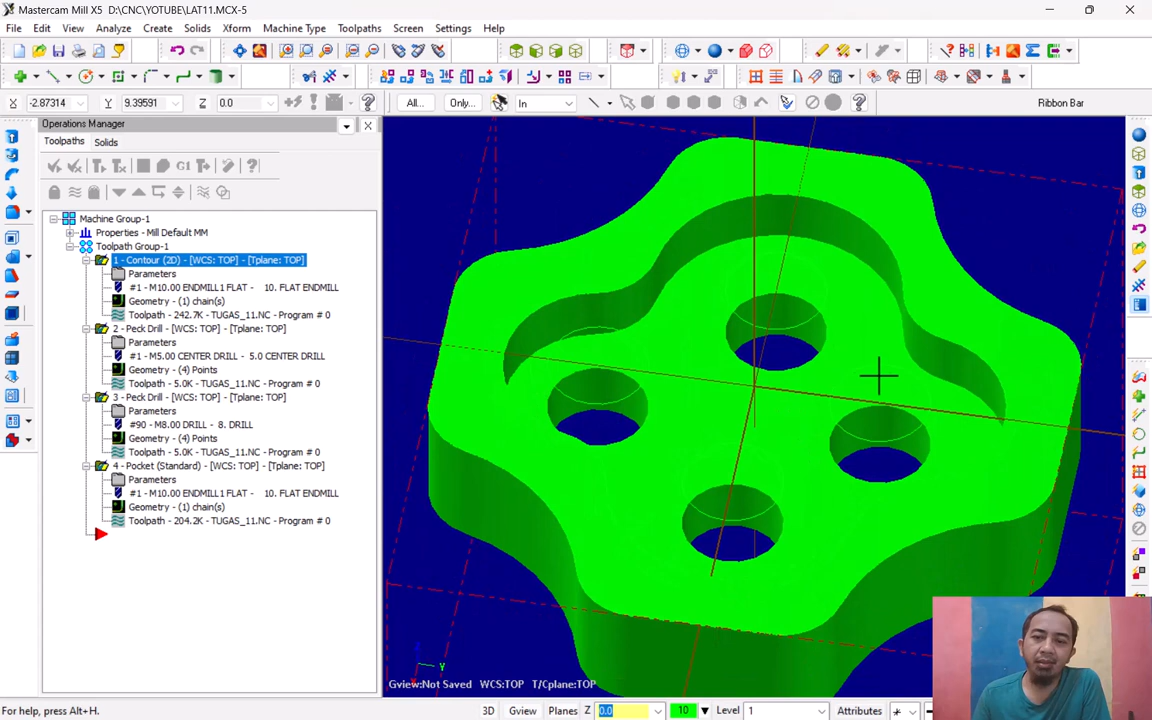 Mastercam Mill X5 D:\CNC\YOTUBE\LAT11.MCX-5
File Edit View Analyze Create Solids Xform Machine Type Toolpaths Screen Settings Help
X -2.87314 Y 9.39591 Z 0.0 All... Only... In Ribbon Bar
Operations Manager
Toolpaths Solids
G1
Machine Group-1
Properties - Mill Default MM
Toolpath Group-1
1 - Contour (2D) - [WCS: TOP] - [Tplane: TOP]
Parameters
#1 - M10.00 ENDMILL1 FLAT - 10. FLAT ENDMILL
Geometry - (1) chain(s)
Toolpath - 242.7K - TUGAS_11.NC - Program # 0
2 - Peck Drill - [WCS: TOP] - [Tplane: TOP]
Parameters
#1 - M5.00 CENTER DRILL - 5.0 CENTER DRILL
Geometry - (4) Points
Toolpath - 5.0K - TUGAS_11.NC - Program # 0
3 - Peck Drill - [WCS: TOP] - [Tplane: TOP]
Parameters
#90 - M8.00 DRILL - 8. DRILL
Geometry - (4) Points
Toolpath - 5.0K - TUGAS_11.NC - Program # 0
4 - Pocket (Standard) - [WCS: TOP] - [Tplane: TOP]
Parameters
#1 - M10.00 ENDMILL1 FLAT - 10. FLAT ENDMILL
Geometry - (1) chain(s)
Toolpath - 204.2K - TUGAS_11.NC - Program # 0
Y
Gview:Not Saved WCS:TOP T/Cplane:TOP
For help, press Alt+H. 3D Gview Planes Z 0.0 10 Level 1 Attributes